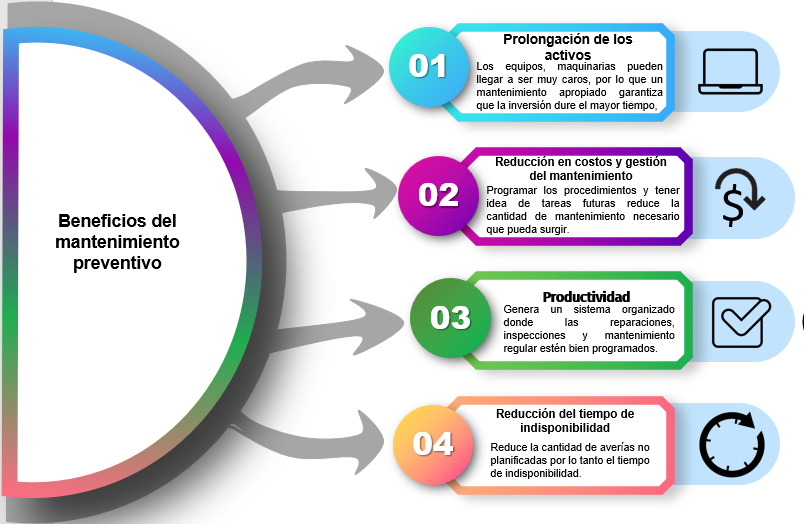 Beneficios del
mantenimiento
preventivo
01
Prolongación de los
activos
Los equipos, maquinarias pueden
llegar a ser muy caros, por lo que un
mantenimiento apropiado garantiza
que la inversión dure el mayor tiempo,
02
Reducción en costos y gestión
del mantenimiento
Programar los procedimientos y tener
idea de tareas futuras reduce la
cantidad de mantenimiento necesario
que pueda surgir.
$
03
Productividad
Genera un sistema organizado
donde las reparaciones,
inspecciones y mantenimiento
regular estén bien programados.
04
Reducción del tiempo de
indisponibilidad
Reduce la cantidad de averías no
planificadas por lo tanto el tiempo
de indisponibilidad.